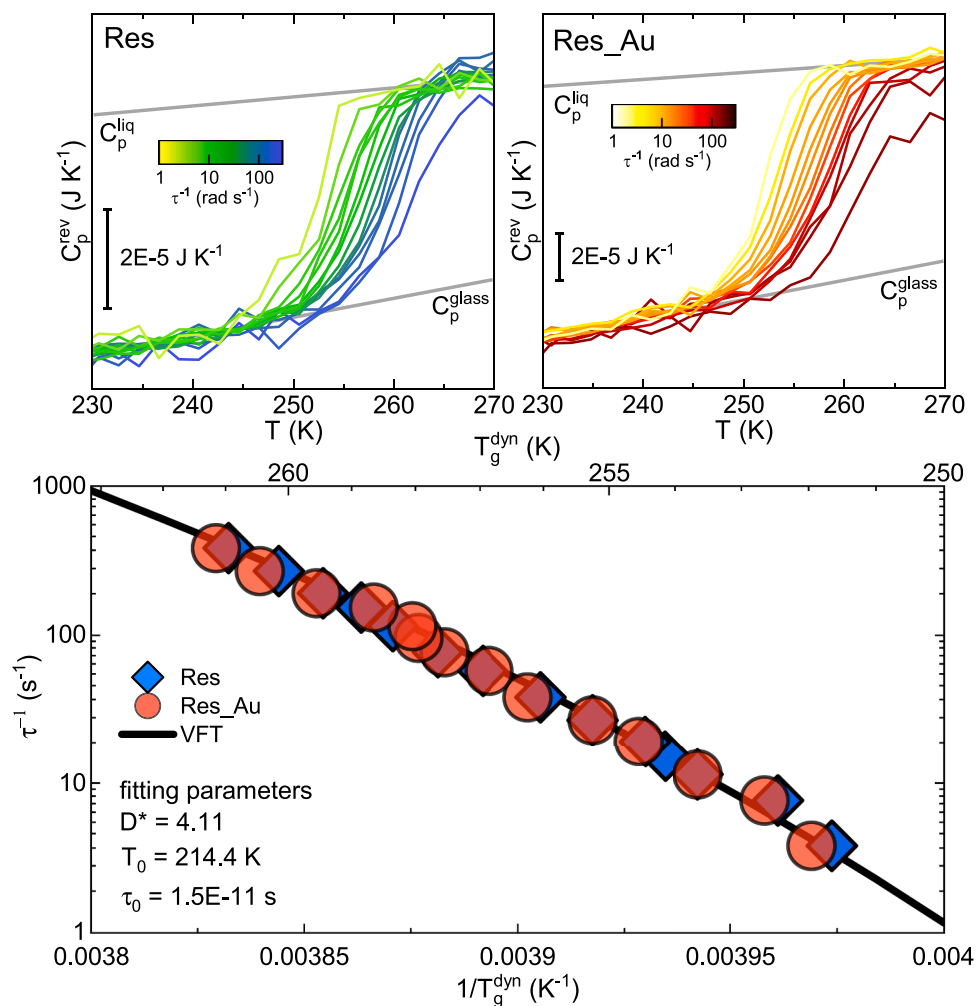 Res
C_p^liq
1 10 100
τ⁻¹ (rad s⁻¹)
C_p^rev (J K⁻¹)
2E-5 J K⁻¹
C_p^glass
230 240 250 260 270
T (K)
Res_Au
C_p^liq
1 10 100
τ⁻¹ (rad s⁻¹)
C_p^rev (J K⁻¹)
2E-5 J K⁻¹
C_p^glass
230 240 250 260 270
T (K)
T_g^dyn (K)
260 255 250
1000
100
10
1
τ⁻¹ (s⁻¹)
Res
Res_Au
VFT
fitting parameters
D* = 4.11
T₀ = 214.4 K
τ₀ = 1.5E-11 s
0.0038 0.00385 0.0039 0.00395 0.004
1/T_g^dyn (K⁻¹)